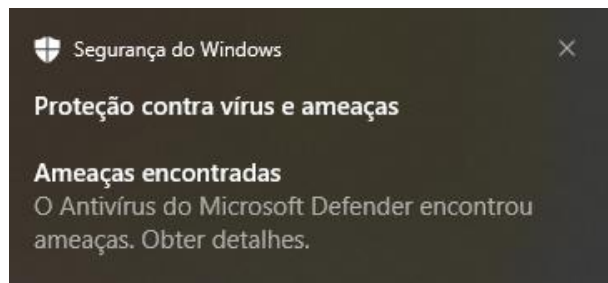 Segurança do Windows
Proteção contra vírus e ameaças
Ameaças encontradas
O Antivírus do Microsoft Defender encontrou
ameaças. Obter detalhes.